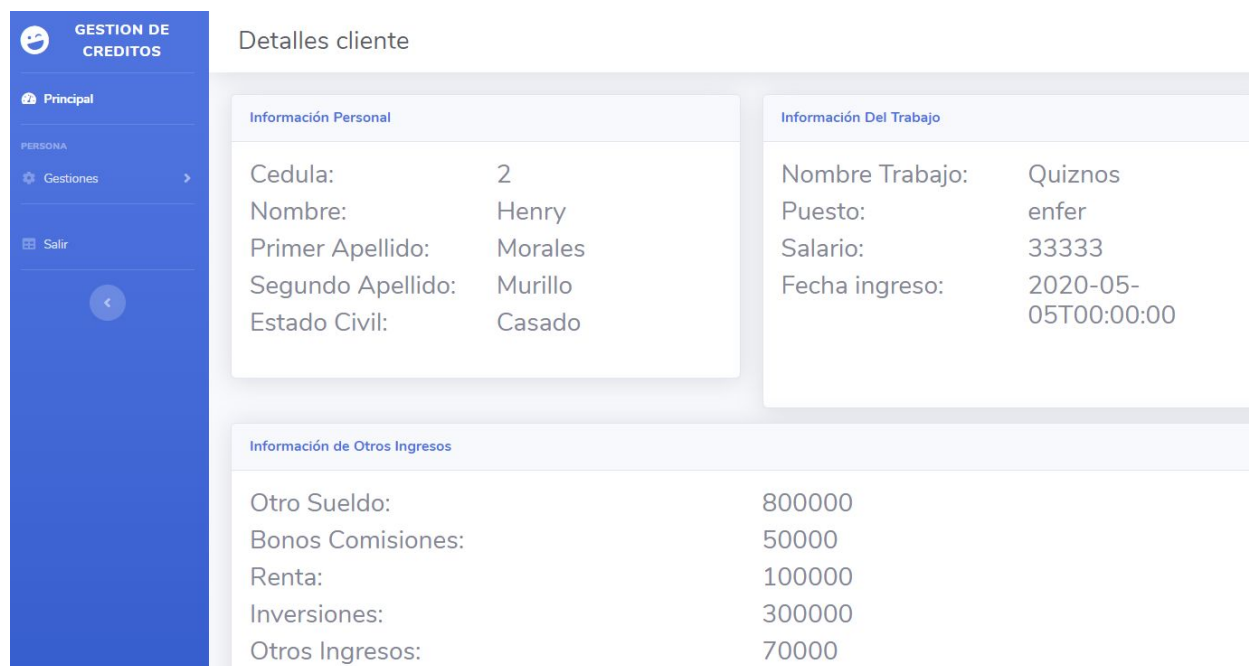 GESTION DE
CREDITOS
Principal
PERSONA
Gestiones
Salir
Detalles cliente
Información Personal
Cedula: 2
Nombre: Henry
Primer Apellido: Morales
Segundo Apellido: Murillo
Estado Civil: Casado
Información Del Trabajo
Nombre Trabajo: Quiznos
Puesto: enfer
Salario: 33333
Fecha ingreso: 2020-05-
05T00:00:00
Información de Otros Ingresos
Otro Sueldo: 800000
Bonos Comisiones: 50000
Renta: 100000
Inversiones: 300000
Otros Ingresos: 70000